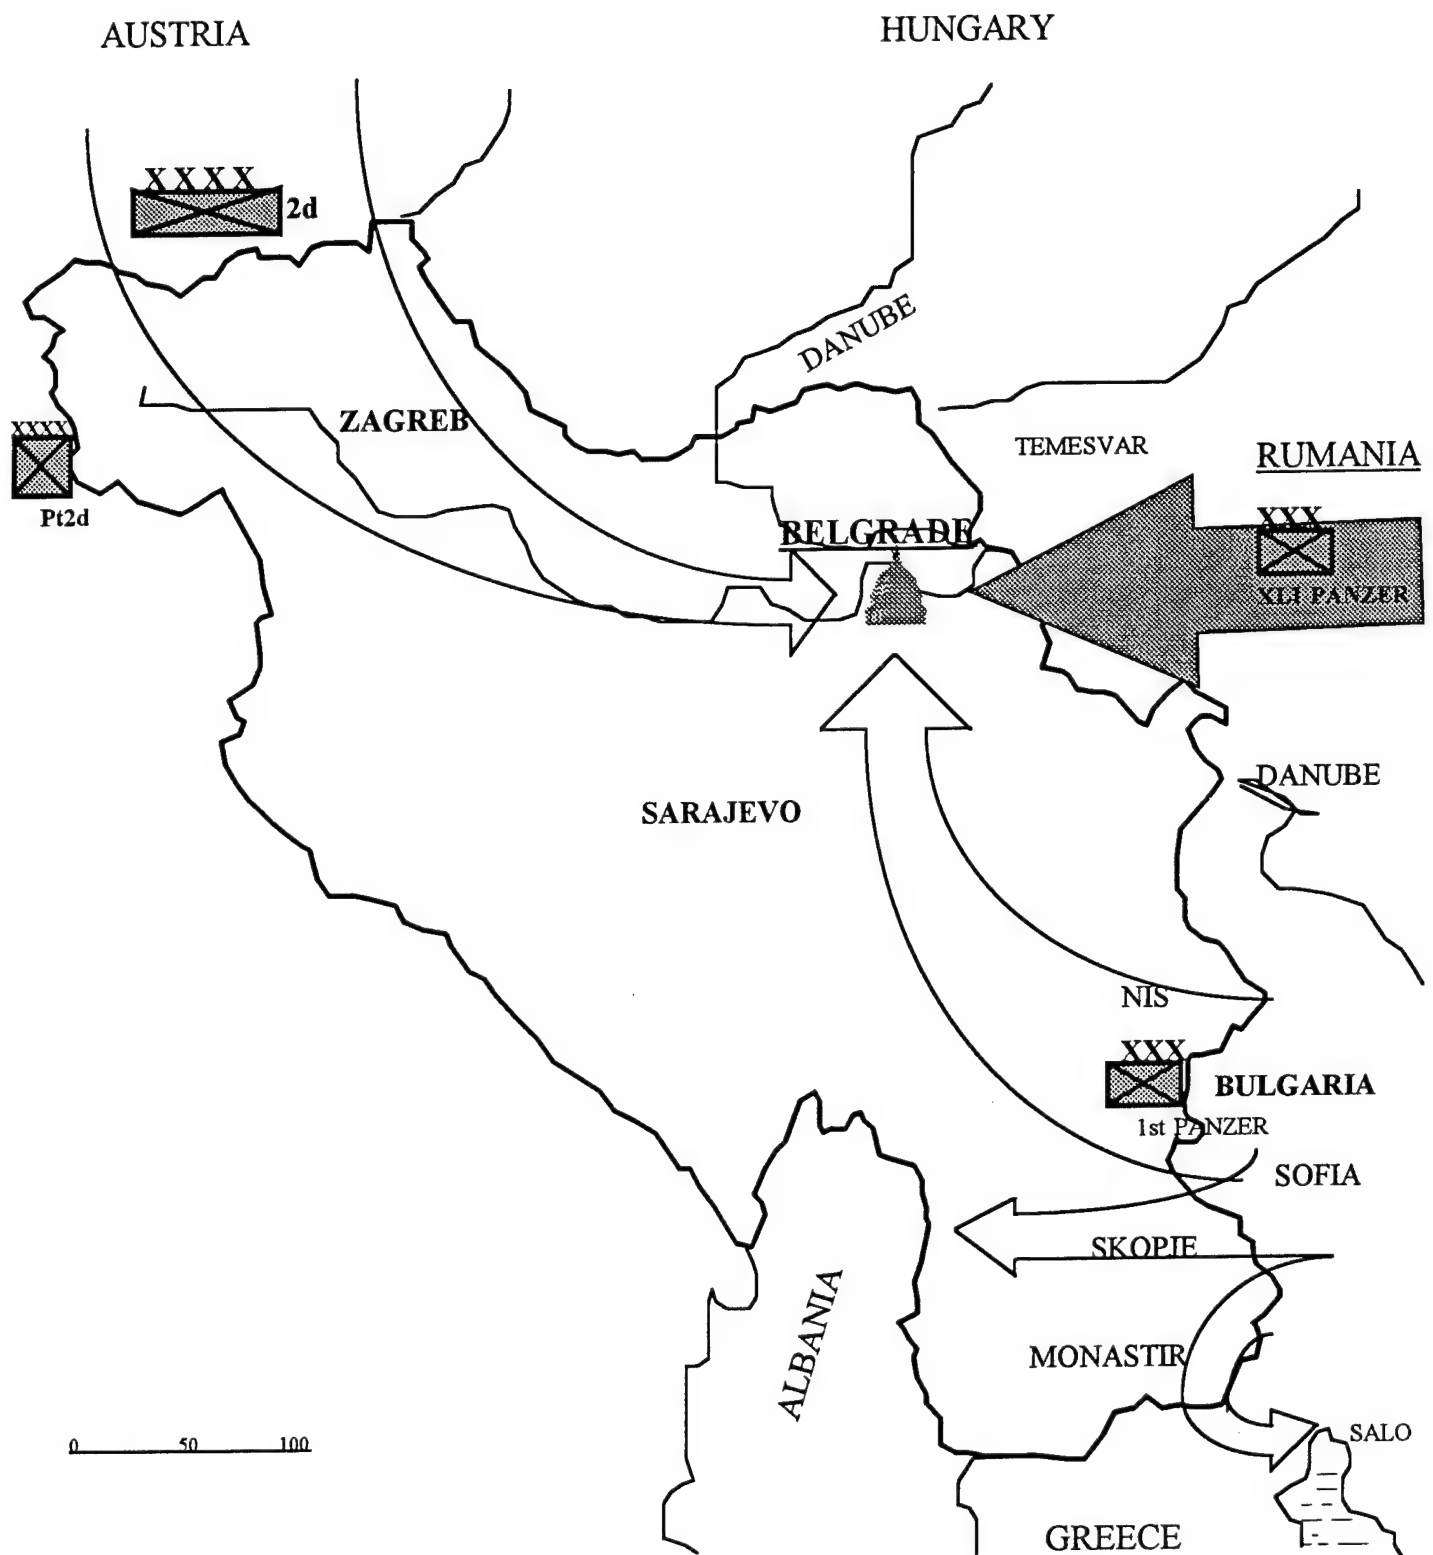 AUSTRIA
HUNGARY
XXXX
2d
DANUBE
ZAGREB
XXXX
Pt2d
TEMESVAR
RUMANIA
XXX
XLI PANZER
BELGRADE
DANUBE
SARAJEVO
NIS
XXX
BULGARIA
1st PANZER
SOFIA
SKOPJE
ALBANIA
MONASTIR
SALO
0 50 100
GREECE